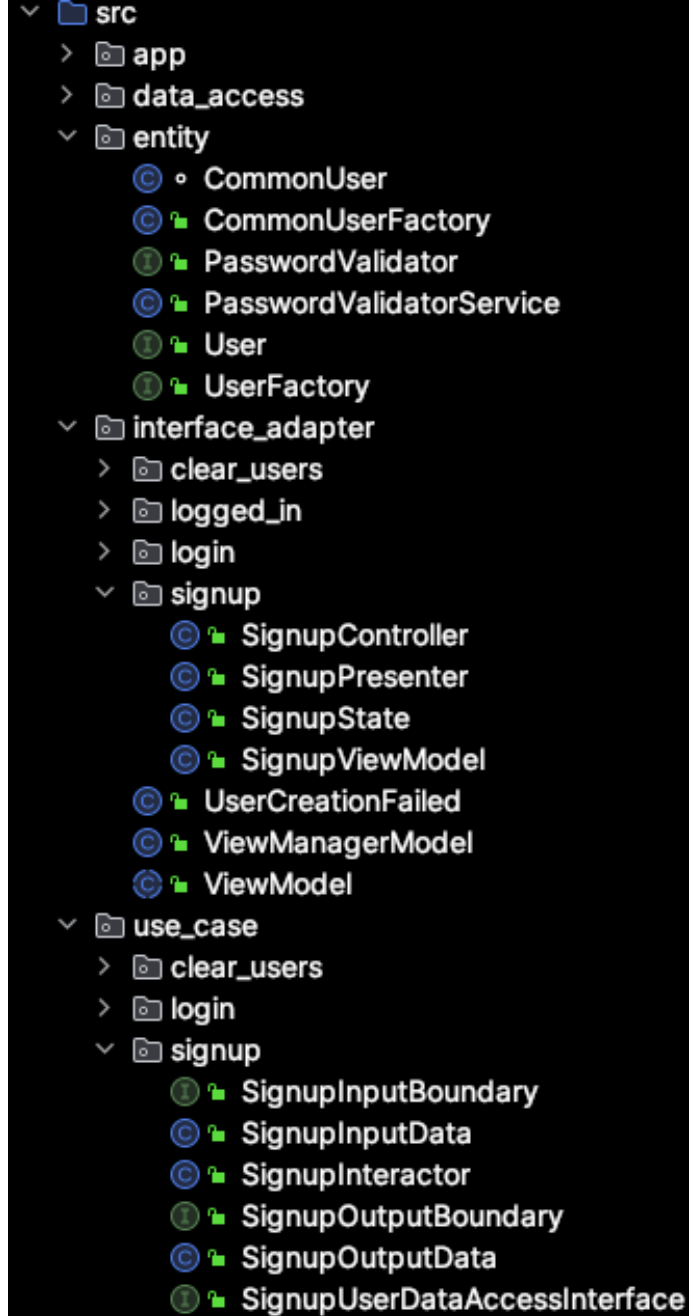 src
app
data_access
entity
CommonUser
CommonUserFactory
PasswordValidator
PasswordValidatorService
User
UserFactory
interface_adapter
clear_users
logged_in
login
signup
SignupController
SignupPresenter
SignupState
SignupViewModel
UserCreationFailed
ViewManagerModel
ViewModel
use_case
clear_users
login
signup
SignupInputBoundary
SignupInputData
SignupInteractor
SignupOutputBoundary
SignupOutputData
SignupUserDataAccessInterface